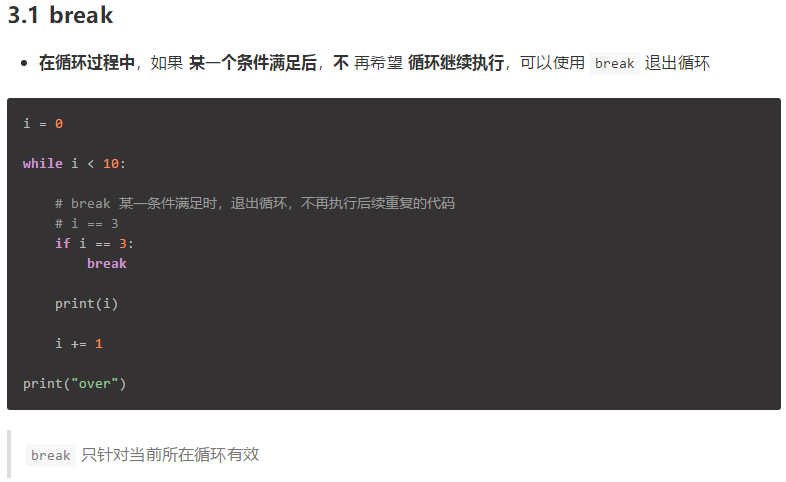 3.1 break
在循环过程中，如果 某一个条件满足后，不 再希望 循环继续执行，可以使用 break 退出循环
i = 0
while i < 10:
    # break 某一条件满足时，退出循环，不再执行后续重复的代码
    # i == 3
    if i == 3:
        break
    print(i)
    i += 1
print("over")
break 只针对当前所在循环有效